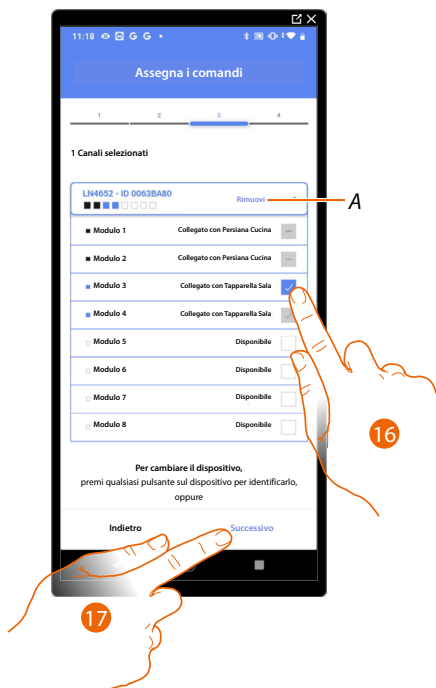 11:18 G G
Assegna i comandi
1 2 3 4
1 Canali selezionati
LN4652 - ID 0063BA80
Rimuovi
A
Modulo 1 Collegato con Persiana Cucina
Modulo 2 Collegato con Persiana Cucina
Modulo 3 Collegato con Tapparella Sala
Modulo 4 Collegato con Tapparella Sala
Modulo 5 Disponibile
Modulo 6 Disponibile
Modulo 7 Disponibile
Modulo 8 Disponibile
16
Per cambiare il dispositivo,
premi qualsiasi pulsante sul dispositivo per identificarlo,
oppure
Indietro Successivo
17